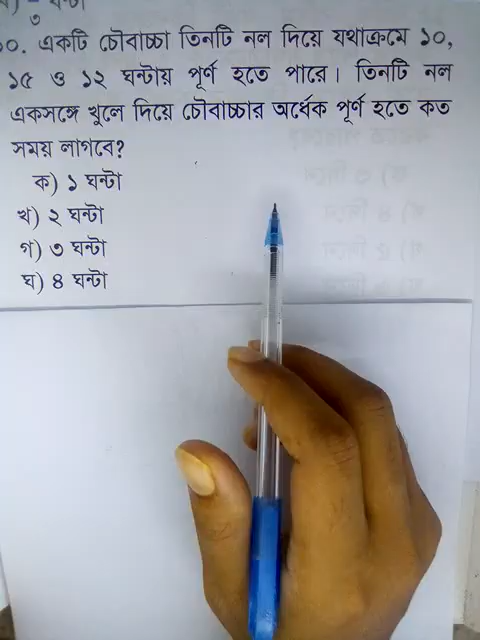 ৩
১০. একটি চৌবাচ্চা তিনটি নল দিয়ে যথাক্রমে ১০,
১৫ ও ১২ ঘন্টায় পূর্ণ হতে পারে। তিনটি নল
একসঙ্গে খুলে দিয়ে চৌবাচ্চার অর্ধেক পূর্ণ হতে কত
সময় লাগবে?
ক) ১ ঘন্টা
খ) ২ ঘন্টা
গ) ৩ ঘন্টা
ঘ) ৪ ঘন্টা